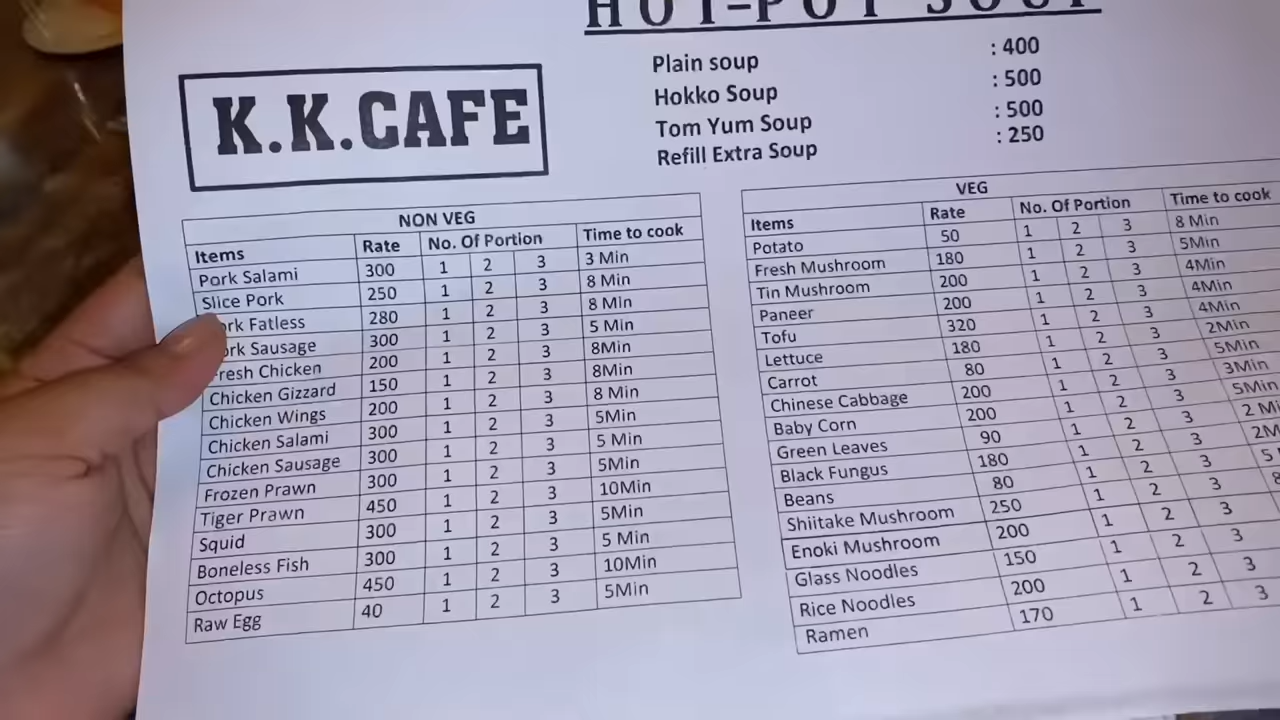 HOT-POT SOUP
K.K.CAFE
Plain soup : 400
Hokko Soup : 500
Tom Yum Soup : 500
Refill Extra Soup : 250
NON VEG
Items Rate No. Of Portion Time to cook
Pork Salami 300 1 2 3 3 Min
Slice Pork 250 1 2 3 8 Min
Fatless 280 1 2 3 8 Min
Sausage 300 1 2 3 5 Min
Fresh Chicken 200 1 2 3 8Min
Chicken Gizzard 150 1 2 3 8Min
Chicken Wings 200 1 2 3 8 Min
Chicken Salami 300 1 2 3 5Min
Chicken Sausage 300 1 2 3 5 Min
Frozen Prawn 300 1 2 3 5Min
Tiger Prawn 450 1 2 3 10Min
Squid 300 1 2 3 5Min
Boneless Fish 300 1 2 3 5 Min
Octopus 450 1 2 3 10Min
Raw Egg 40 1 2 3 5Min
VEG
Items Rate No. Of Portion Time to cook
Potato 50 1 2 3 8 Min
Fresh Mushroom 180 1 2 3 5Min
Tin Mushroom 200 1 2 3 4Min
Paneer 200 1 2 3 4Min
Tofu 320 1 2 3 4Min
Lettuce 180 1 2 3 2Min
Carrot 80 1 2 3 5Min
Chinese Cabbage 200 1 2 3 3Min
Baby Corn 200 1 2 3 5Min
Green Leaves 90 1 2 3 2
Black Fungus 180 1 2 3
Beans 80 1 2 3 5
Shiitake Mushroom 250 1 2 3
Enoki Mushroom 200 1 2 3
Glass Noodles 150 1 2 3
Rice Noodles 200 1 2 3
Ramen 170 1 2 3